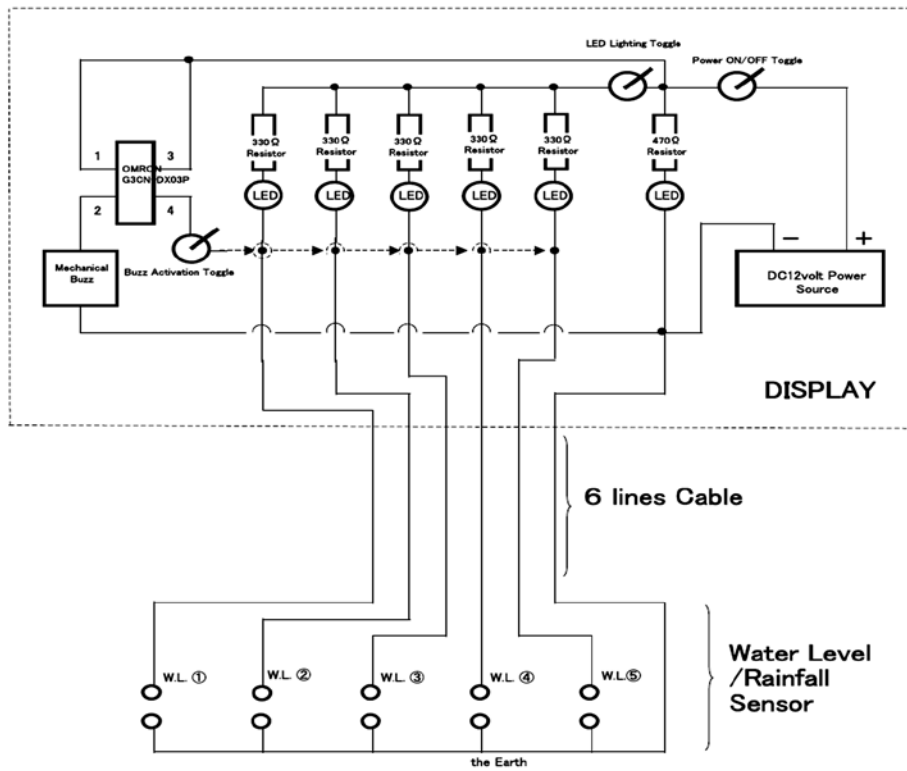 LED Lighting Toggle
Power ON/OFF Toggle
330Ω
Resistor
330Ω
Resistor
330Ω
Resistor
330Ω
Resistor
330Ω
Resistor
470Ω
Resistor
1
3
OMRON
G3CN-DX03P
2
4
LED
LED
LED
LED
LED
LED
Mechanical
Buzz
Buzz Activation Toggle
− +
DC12volt Power
Source
DISPLAY
6 lines Cable
W.L. ①
W.L. ②
W.L. ③
W.L. ④
W.L.⑤
Water Level
/Rainfall
Sensor
the Earth